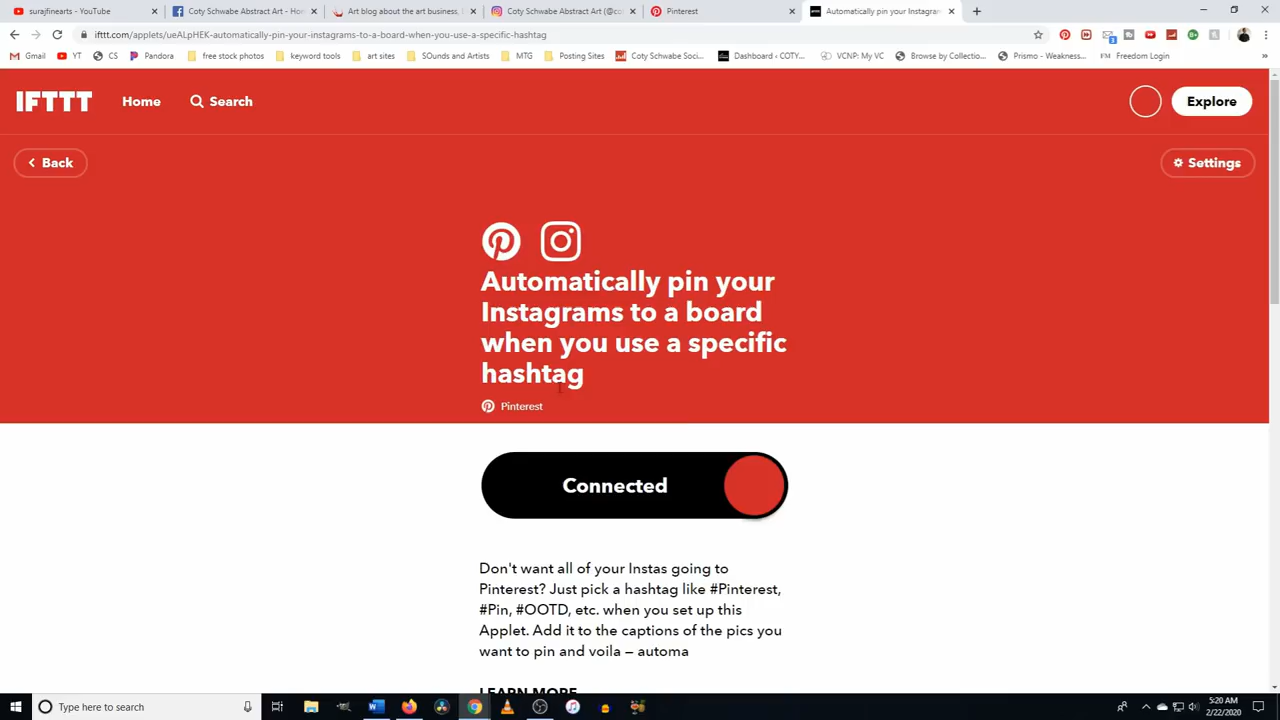 surajfinearts - YouTube
Coty Schwabe Abstract Art - Hom
Art blog about the art business,
Coty Schwabe Abstract Art (@co
Pinterest
Automatically pin your Instagram
ifttt.com/applets/ueALpHEK-automatically-pin-your-instagrams-to-a-board-when-you-use-a-specific-hashtag
Gmail
YT
CS
Pandora
free stock photos
keyword tools
art sites
SOunds and Artists
MTG
Posting Sites
Coty Schwabe Soci...
Dashboard ‹ COTY...
VCNP: My VC
Browse by Collectio...
Prismo - Weakness...
Freedom Login
IFTTT
Home
Search
Explore
Back
Settings
Automatically pin your
Instagrams to a board
when you use a specific
hashtag
Pinterest
Connected
Don't want all of your Instas going to
Pinterest? Just pick a hashtag like #Pinterest,
#Pin, #OOTD, etc. when you set up this
Applet. Add it to the captions of the pics you
want to pin and voila — automa
LEARN MORE
Type here to search
5:20 AM
2/22/2020